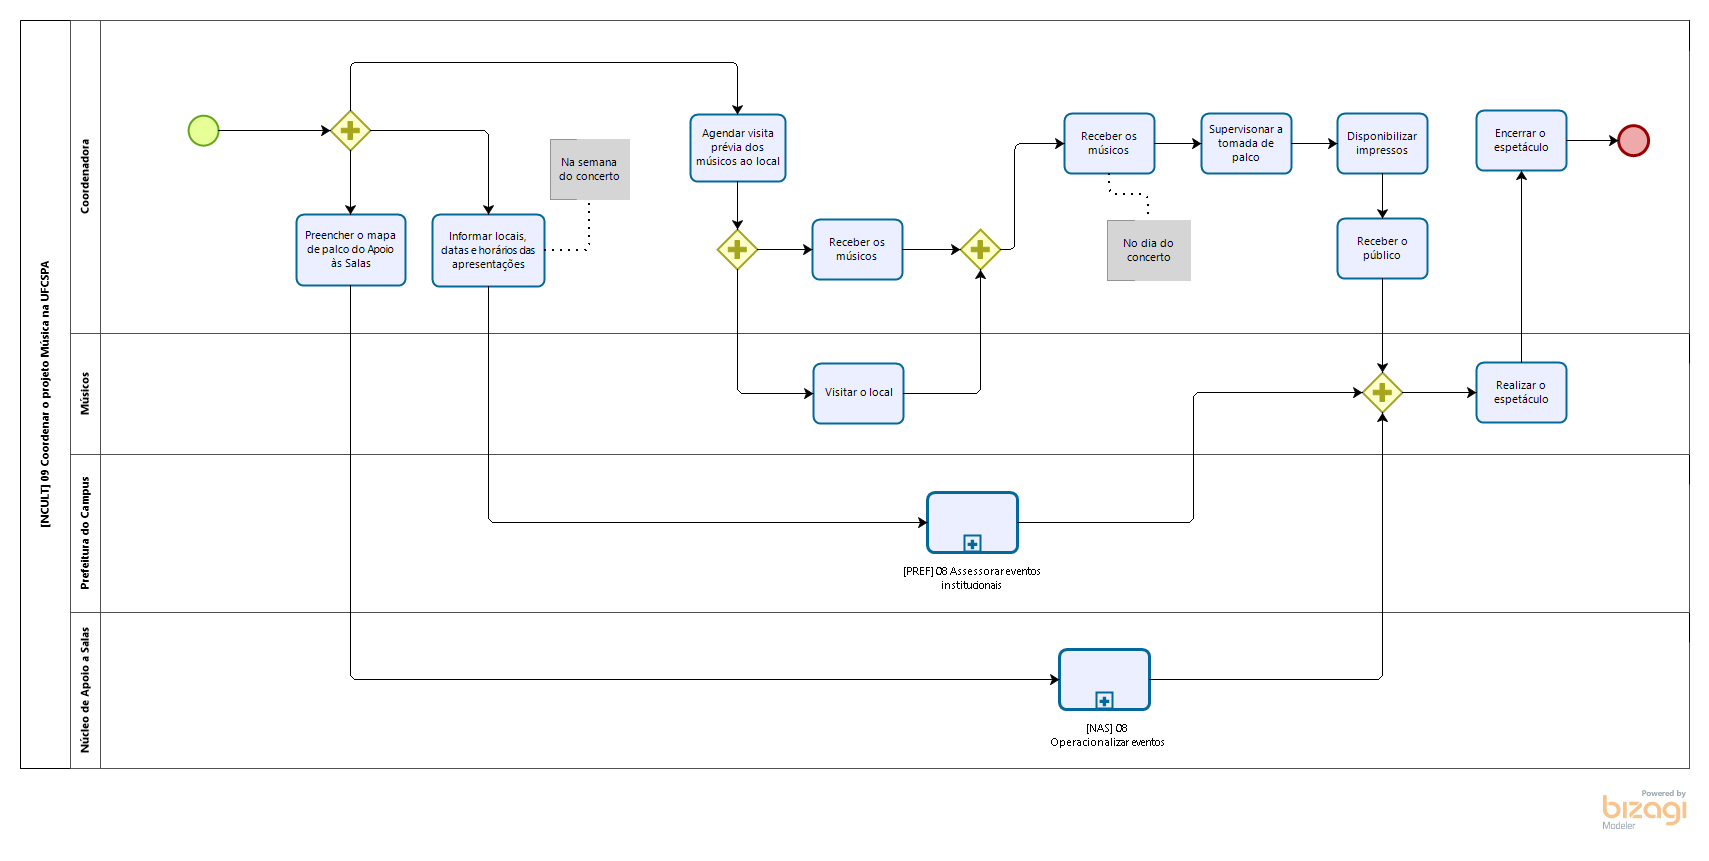 [NCULT] 09 Coordenar o projeto Música na UFCSPA
Coordenadora
Preencher o mapa
de palco do Apoio
às Salas
Informar locais,
datas e horários das
apresentações
Na semana
do concerto
Agendar visita
prévia dos
músicos ao local
Receber os
músicos
Receber os
músicos
No dia do
concerto
Supervisonar a
tomada de
palco
Disponibilizar
impressos
Receber o
público
Encerrar o
espetáculo
Músicos
Visitar o local
Realizar o
espetáculo
Prefeitura do Campus
[PREF] 08 Assessorar eventos
institucionais
Núcleo de Apoio a Salas
[NAS] 08
Operacionalizar eventos
Powered by
bizagi
Modeler